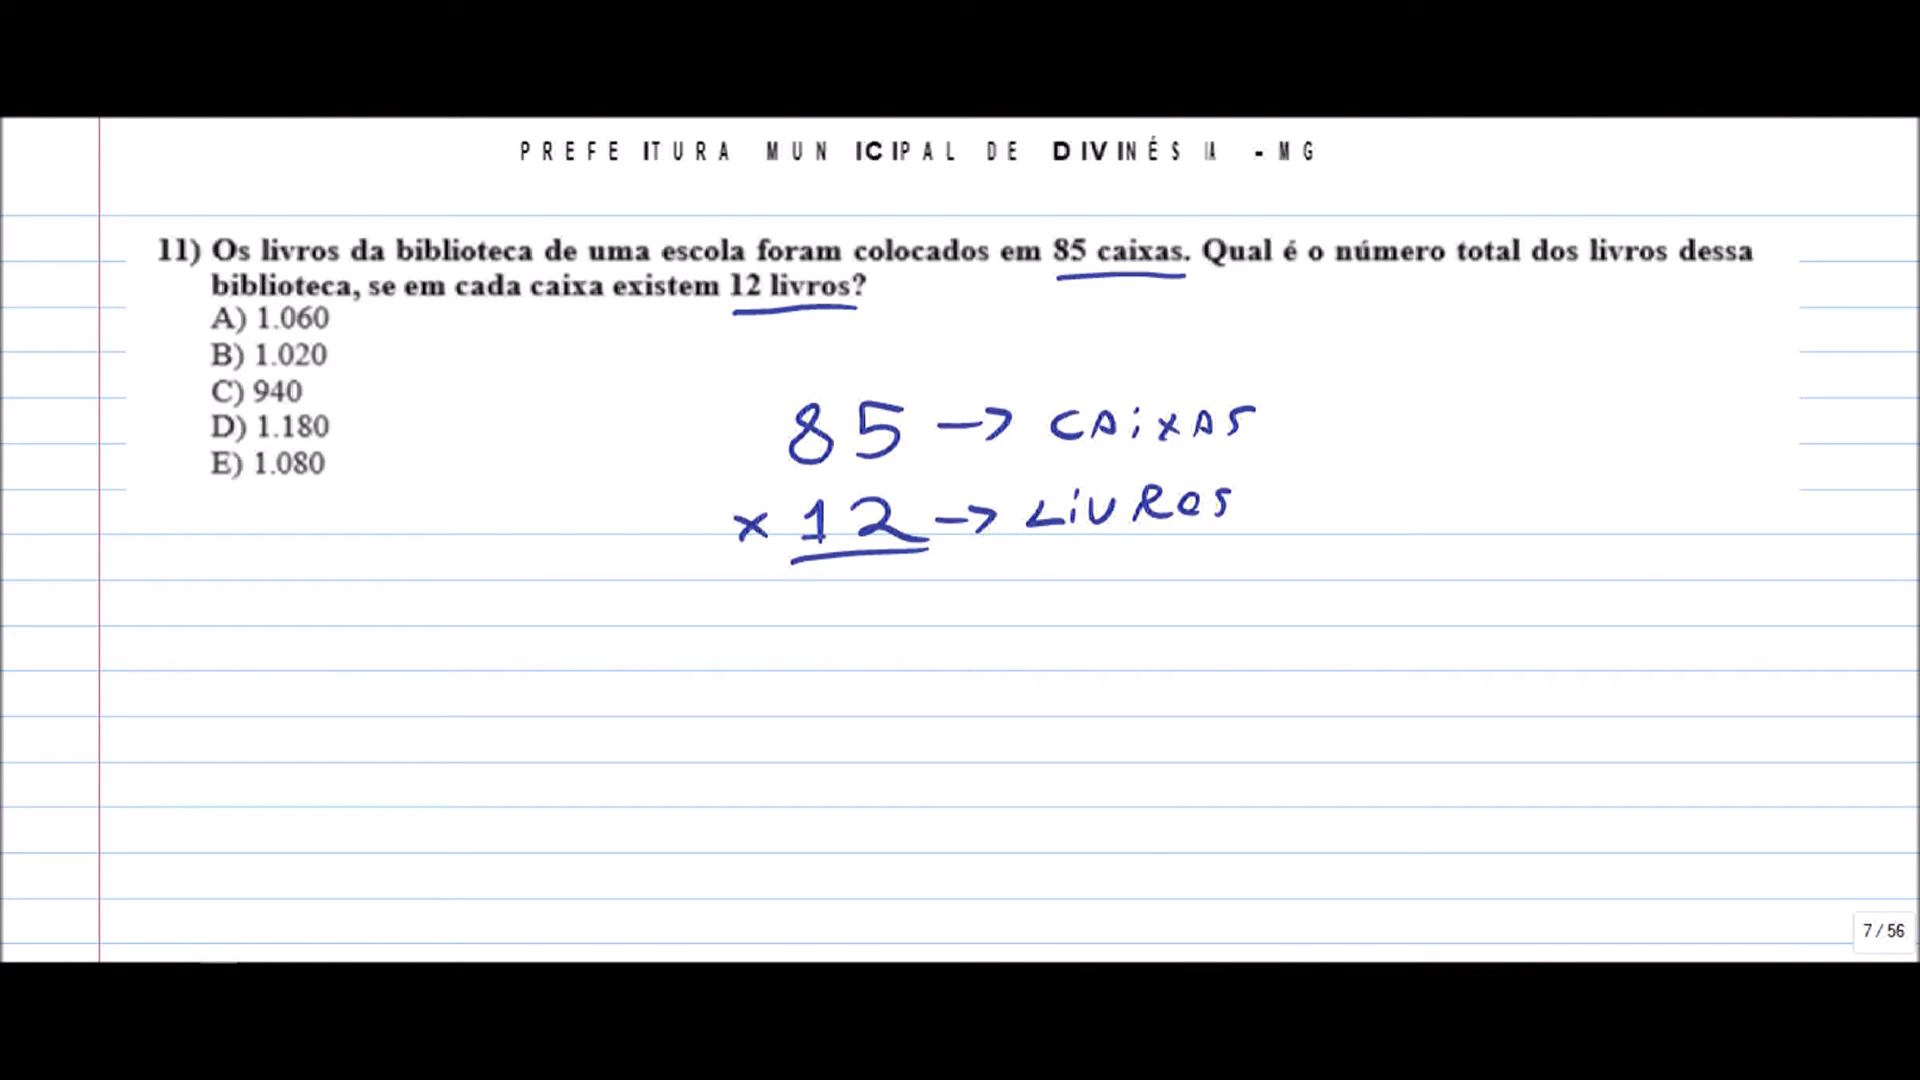 PREFEITURA MUNICIPAL DE DIVINÉSIA - MG
11) Os livros da biblioteca de uma escola foram colocados em 85 caixas. Qual é o número total dos livros dessa
biblioteca, se em cada caixa existem 12 livros?
A) 1.060
B) 1.020
C) 940
D) 1.180
E) 1.080
85 → CAiXAS
x 12 → LiVROS
7 / 56